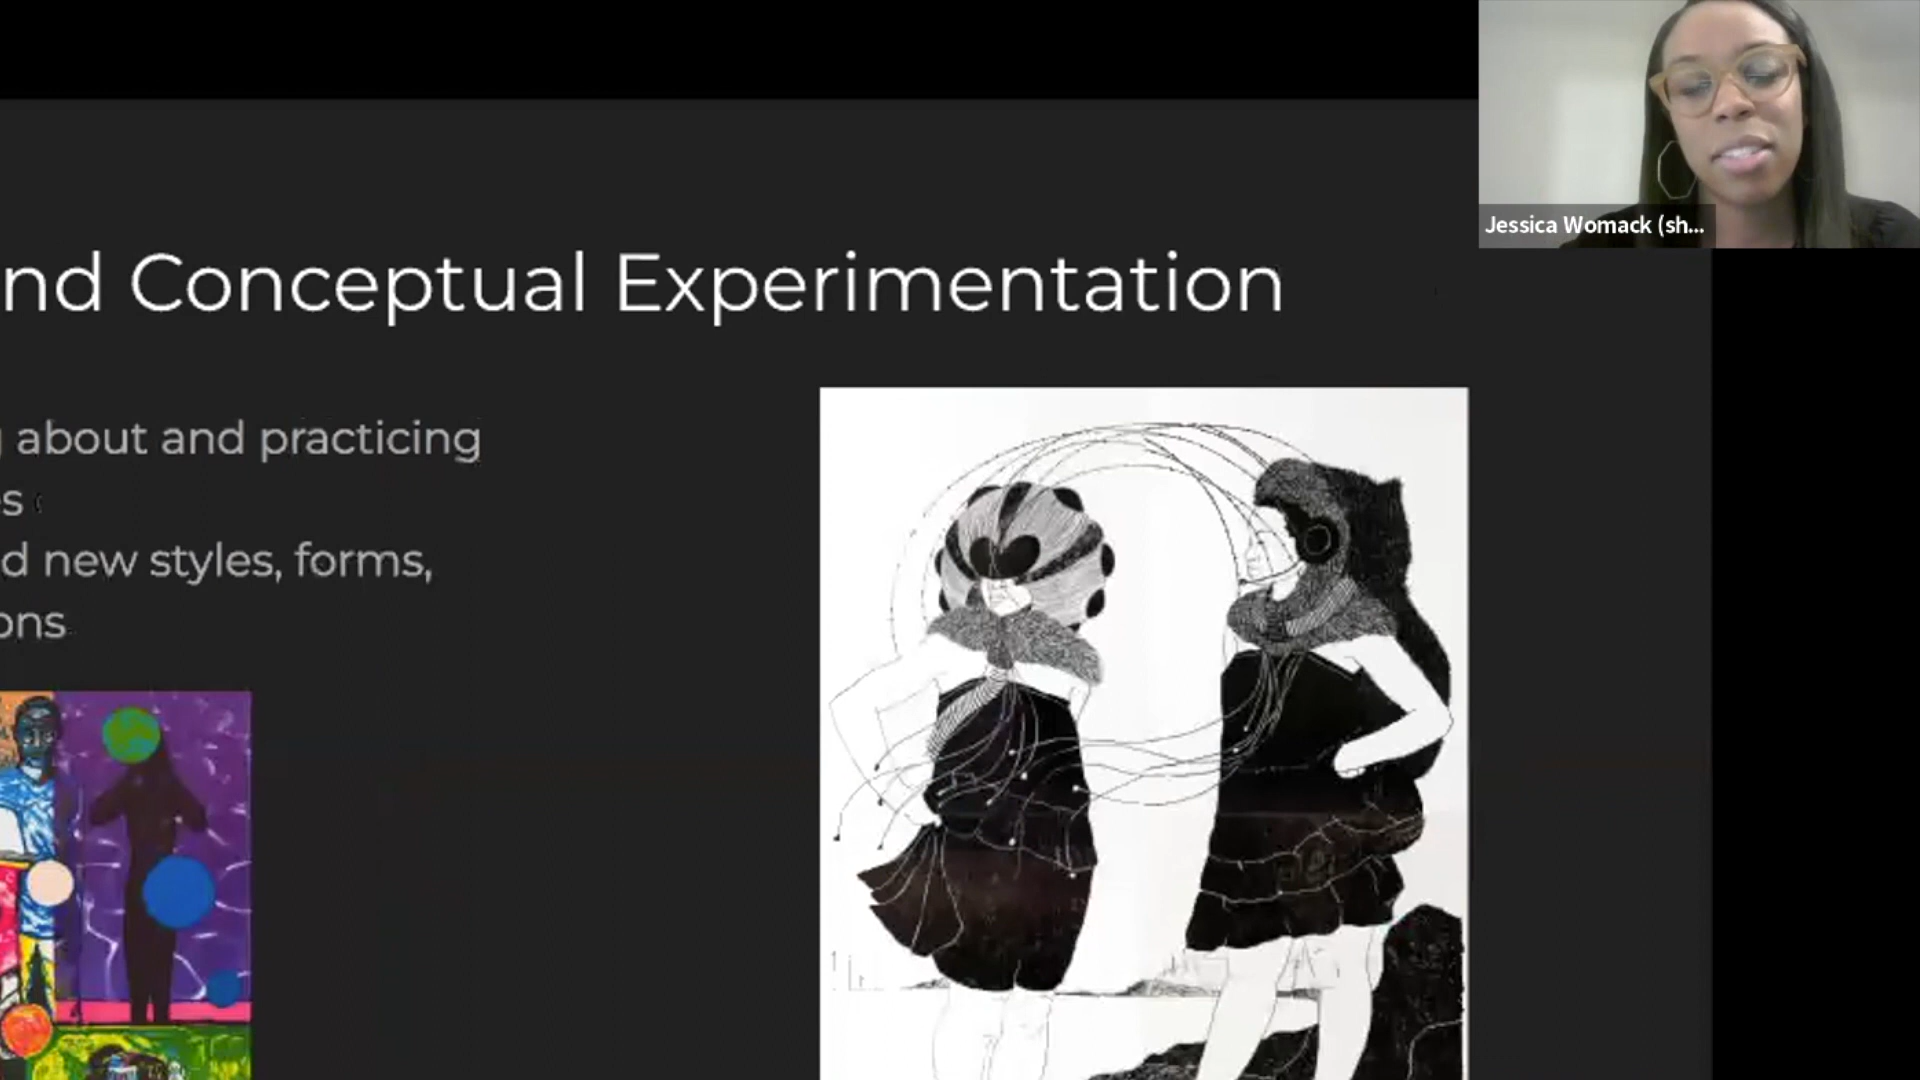 Jessica Womack (sh...
nd Conceptual Experimentation
about and practicing
s
d new styles, forms,
ons